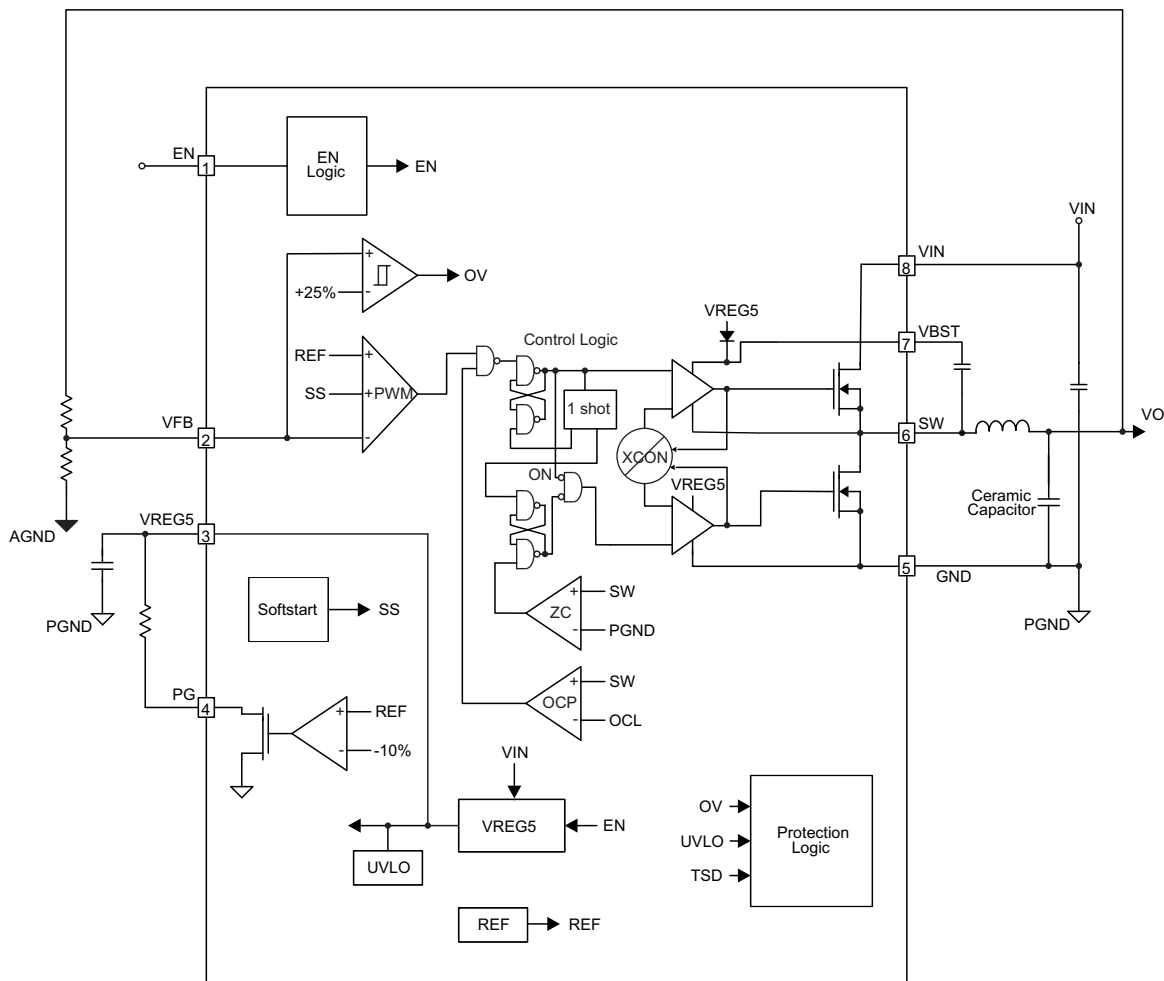 EN
1
EN
Logic
EN
VIN
+
OV
+25%
-
VIN
8
VREG5
VBST
7
Control Logic
REF
+
SS
+
PWM
1 shot
VFB
2
-
SW
6
VO
XCON
ON
VREG5
Ceramic
Capacitor
AGND
VREG5
3
5
GND
Softstart
SS
PGND
ZC
+
SW
-
PGND
PGND
PG
4
+
REF
-
-10%
OCP
+
SW
-
OCL
VIN
VREG5
EN
UVLO
OV
UVLO
TSD
Protection
Logic
REF
REF